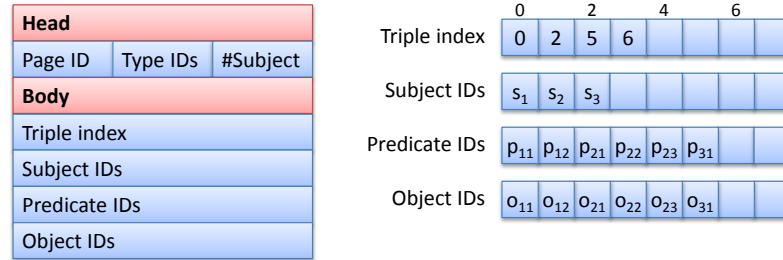 Head
Page ID Type IDs #Subject
Body
Triple index
Subject IDs
Predicate IDs
Object IDs
0 2 4 6
Triple index 0 2 5 6
Subject IDs s₁ s₂ s₃
Predicate IDs p₁₁ p₁₂ p₂₁ p₂₂ p₂₃ p₃₁
Object IDs o₁₁ o₁₂ o₂₁ o₂₂ o₂₃ o₃₁